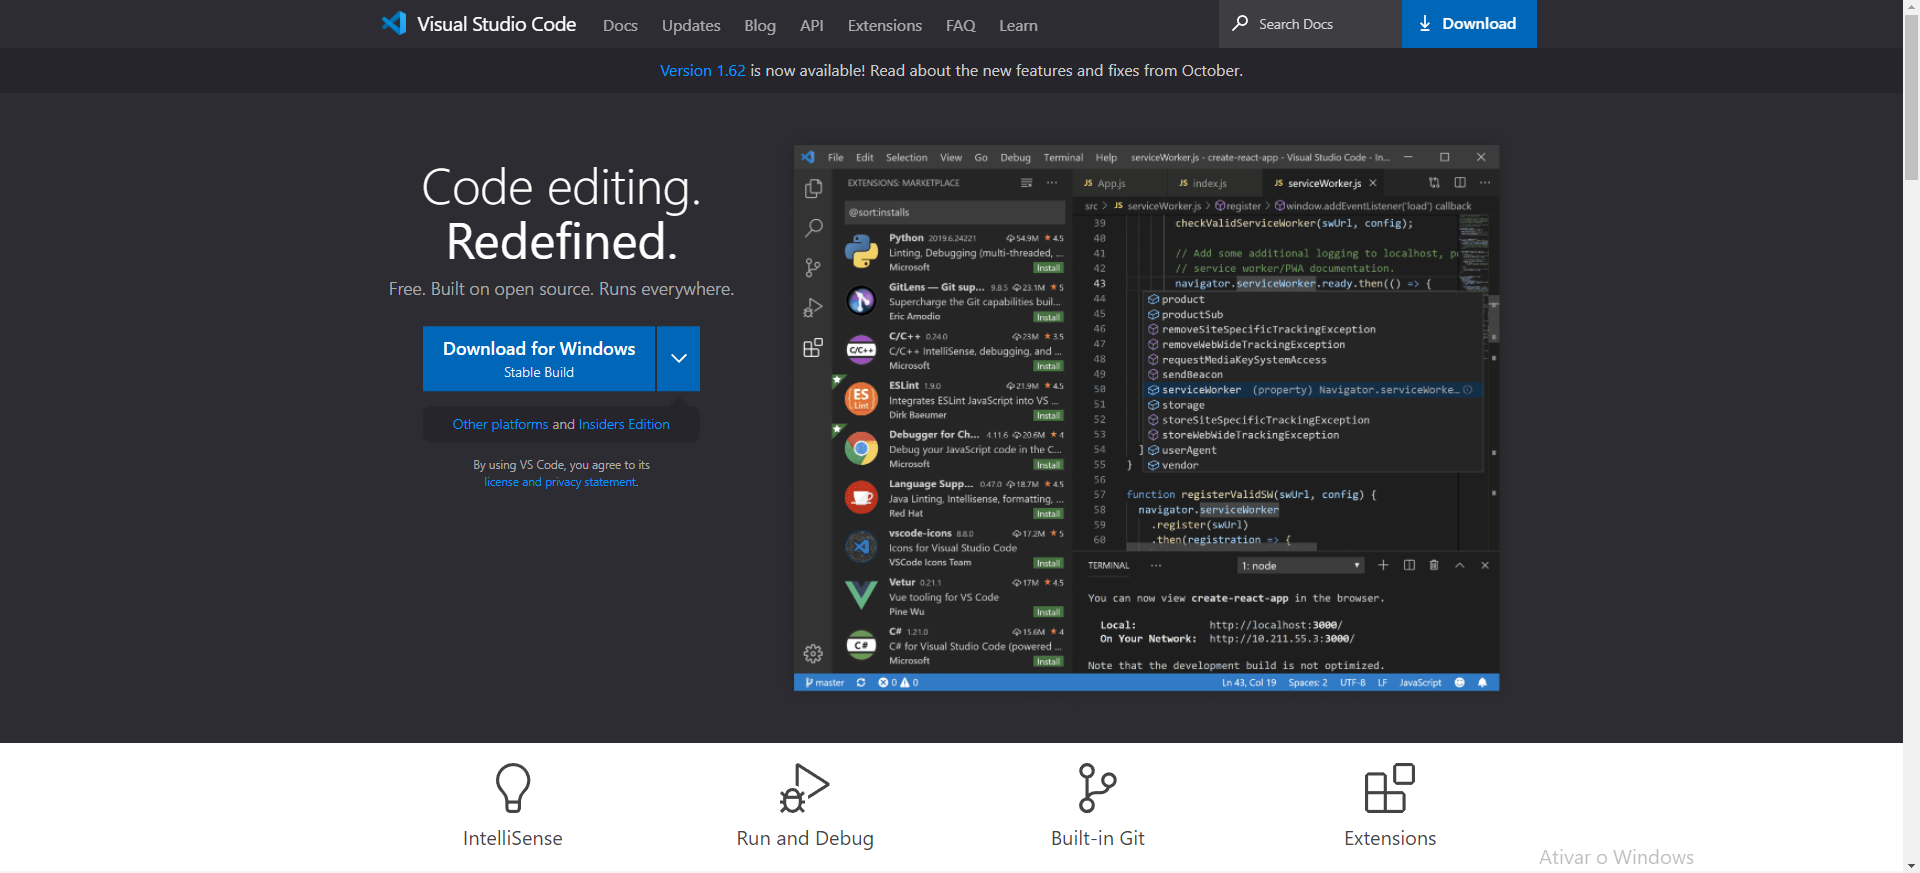 Visual Studio Code Docs Updates Blog API Extensions FAQ Learn Search Docs Download
Version 1.62 is now available! Read about the new features and fixes from October.
Code editing.
Redefined.
Free. Built on open source. Runs everywhere.
Download for Windows
Stable Build
Other platforms and Insiders Edition
By using VS Code, you agree to its
license and privacy statement.
File Edit Selection View Go Debug Terminal Help serviceWorker.js - create-react-app - Visual Studio Code - In...
EXTENSIONS: MARKETPLACE
@sort:installs
Python 2019.6.24221 54.9M ★ 4.5
Linting, Debugging (multi-threaded, ...
Microsoft Install
GitLens — Git sup... 9.8.5 23.1M ★ 5
Supercharge the Git capabilities buil...
Eric Amodio Install
C/C++
C/C++ 0.24.0 23M ★ 3.5
C/C++ IntelliSense, debugging, and ...
Microsoft Install
ES
Lint
ESLint 1.9.0 21.9M ★ 4.5
Integrates ESLint JavaScript into VS ...
Dirk Baeumer Install
Debugger for Ch... 4.11.6 20.6M ★ 4
Debug your JavaScript code in the C...
Microsoft Install
Language Supp... 0.47.0 18.7M ★ 4.5
Java Linting, Intellisense, formatting, ...
Red Hat Install
vscode-icons 8.8.0 17.2M ★ 5
Icons for Visual Studio Code
VSCode Icons Team Install
Vetur 0.21.1 17M ★ 4.5
Vue tooling for VS Code
Pine Wu Install
C#
C# 1.21.0 15.6M ★ 4
C# for Visual Studio Code (powered ...
Microsoft Install
JS App.js JS index.js JS serviceWorker.js
src > JS serviceWorker.js > register > window.addEventListener('load') callback
39 checkValidServiceWorker(swUrl, config);
40
41 // Add some additional logging to localhost, p
42 // service worker/PWA documentation.
43 navigator.serviceWorker.ready.then(() => {
44 product
45 productSub
46 removeSiteSpecificTrackingException
47 removeWebWideTrackingException
48 requestMediaKeySystemAccess
49 sendBeacon
50 serviceWorker (property) Navigator.serviceWorke...
51 storage
52 storeSiteSpecificTrackingException
53 storeWebWideTrackingException
54 ] userAgent
55 } vendor
56
57 function registerValidSW(swUrl, config) {
58 navigator.serviceWorker
59 .register(swUrl)
60 .then(registration => {
TERMINAL ... 1: node
You can now view create-react-app in the browser.
Local: http://localhost:3000/
On Your Network: http://10.211.55.3:3000/
Note that the development build is not optimized.
master 0 0 Ln 43, Col 19 Spaces: 2 UTF-8 LF JavaScript
IntelliSense
Run and Debug
Built-in Git
Extensions
Ativar o Windows